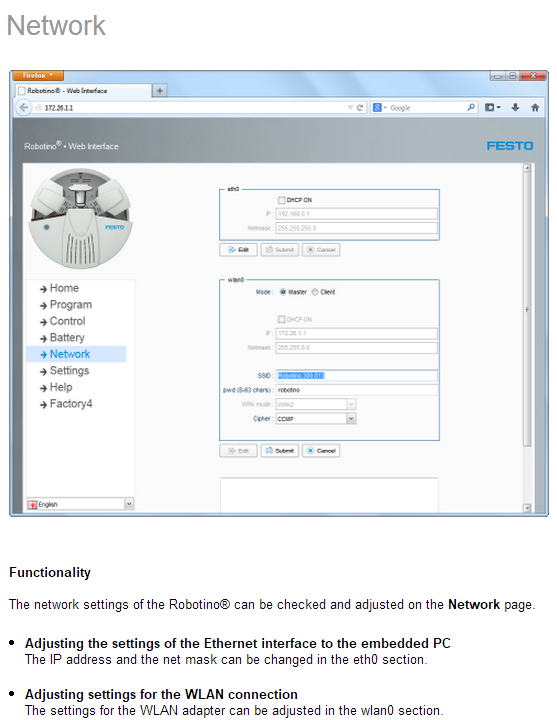 Network
Firefox
Robotino® - Web Interface
172.26.1.1
Google
Robotino® • Web Interface
FESTO
FESTO
eth0
DHCP ON
IP : 192.168.0.1
Netmask : 255.255.255.0
Edit Submit Cancel
Home
Program
Control
Battery
Network
Settings
Help
Factory4
wlan0
Mode : Master Client
DHCP ON
IP : 172.26.1.1
Netmask : 255.255.0.0
SSID : Robotino.300.017
pwd (8-63 chars) : robotino
WPA mode : WPA2
Cipher : CCMP
Edit Submit Cancel
English
Functionality
The network settings of the Robotino® can be checked and adjusted on the Network page.
• Adjusting the settings of the Ethernet interface to the embedded PC
The IP address and the net mask can be changed in the eth0 section.
• Adjusting settings for the WLAN connection
The settings for the WLAN adapter can be adjusted in the wlan0 section.